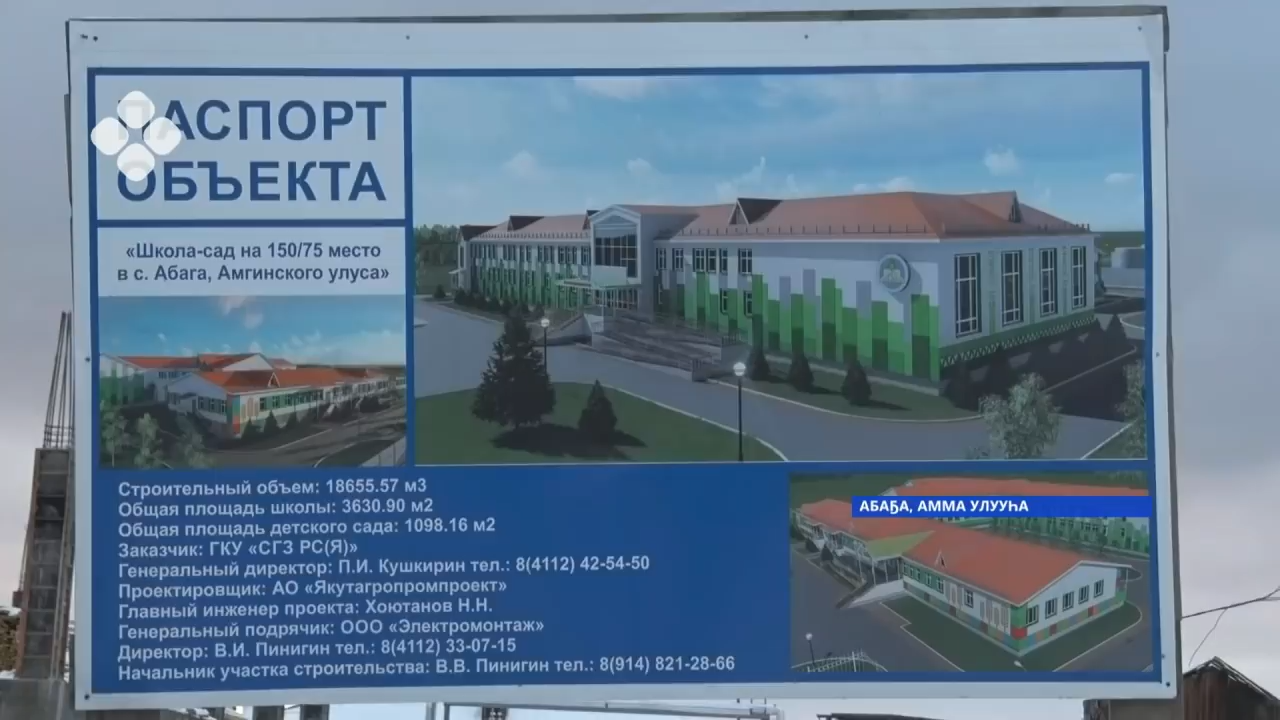 ПАСПОРТ
ОБЪЕКТА
«Школа-сад на 150/75 место
в с. Абага, Амгинского улуса»
Строительный объем: 18655.57 м3
Общая площадь школы: 3630.90 м2
Общая площадь детского сада: 1098.16 м2
Заказчик: ГКУ «СГЗ РС(Я)»
Генеральный директор: П.И. Кушкирин тел.: 8(4112) 42-54-50
Проектировщик: АО «Якутагропромпроект»
Главный инженер проекта: Хоютанов Н.Н.
Генеральный подрячик: ООО «Электромонтаж»
Директор: В.И. Пинигин тел.: 8(4112) 33-07-15
Начальник участка строительства: В.В. Пинигин тел.: 8(914) 821-28-66
АБАҔА, АММА УЛУУҺА